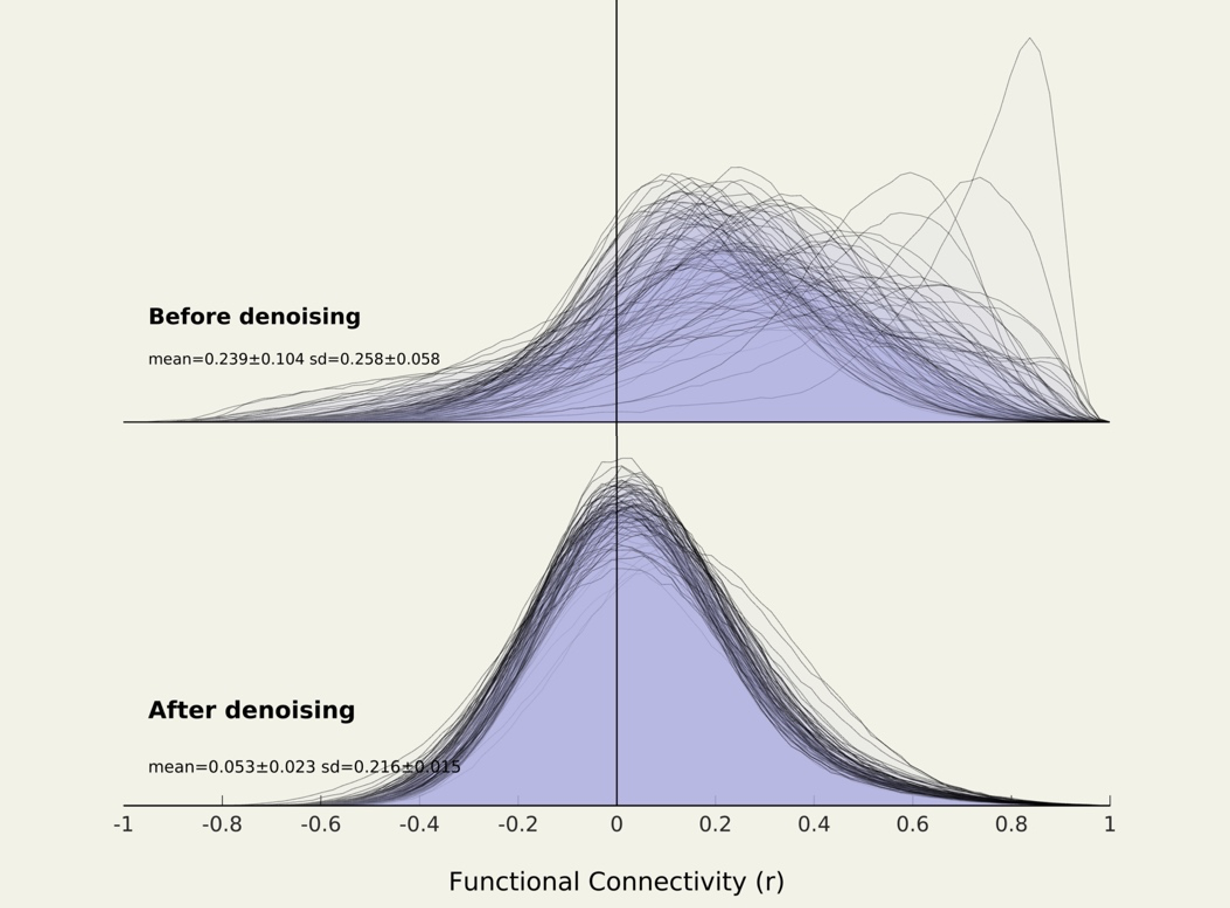 Before denoising
mean=0.239±0.104 sd=0.258±0.058
After denoising
mean=0.053±0.023 sd=0.216±0.015
-1 -0.8 -0.6 -0.4 -0.2 0 0.2 0.4 0.6 0.8 1
Functional Connectivity (r)